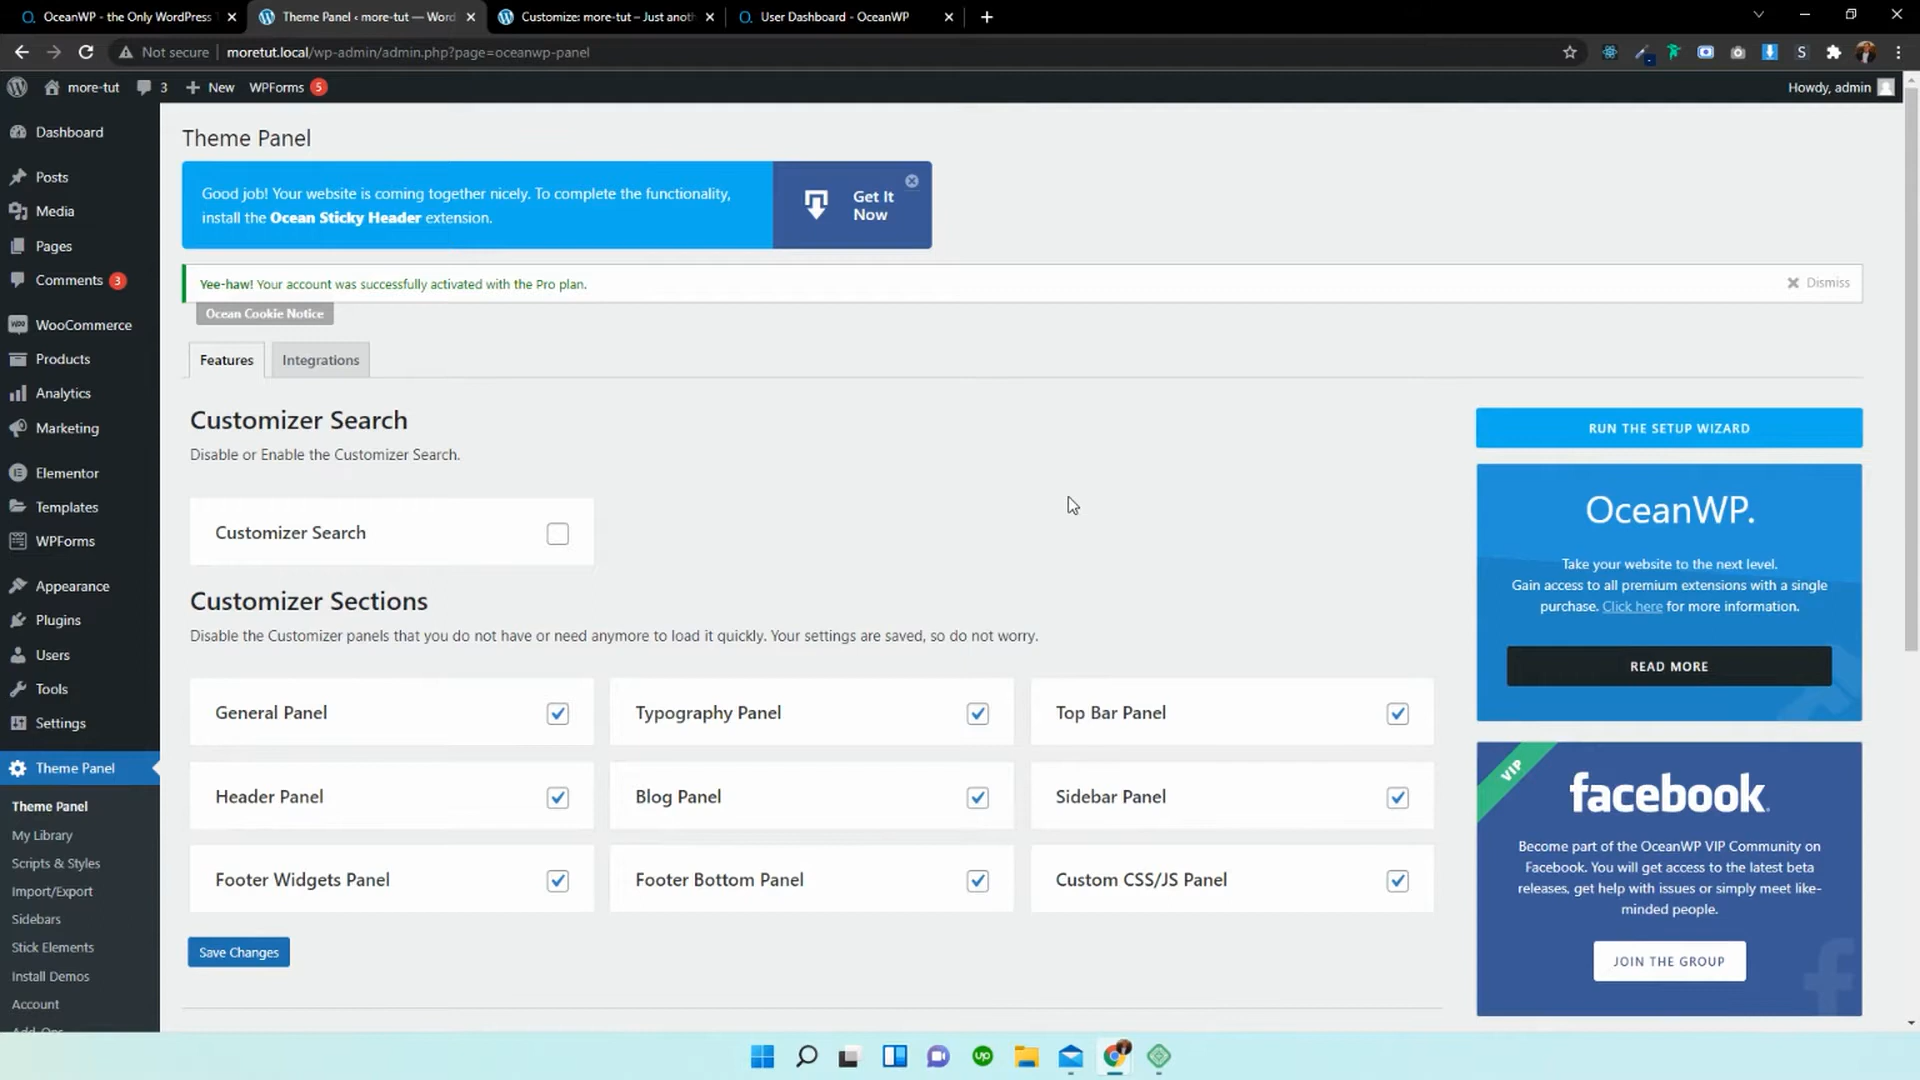 OceanWP - the Only WordPress T
Theme Panel ‹ more-tut — Word
Customize: more-tut – Just anot
User Dashboard - OceanWP
Not secure
moretut.local/wp-admin/admin.php?page=oceanwp-panel
more-tut
3
New
WPForms 5
Howdy, admin
Dashboard
Posts
Media
Pages
Comments 3
WooCommerce
Products
Analytics
Marketing
Elementor
Templates
WPForms
Appearance
Plugins
Users
Tools
Settings
Theme Panel
Theme Panel
My Library
Scripts & Styles
Import/Export
Sidebars
Stick Elements
Install Demos
Account
Add-Ons
Theme Panel
Good job! Your website is coming together nicely. To complete the functionality,
install the Ocean Sticky Header extension.
Get It
Now
Yee-haw! Your account was successfully activated with the Pro plan.
Dismiss
Ocean Cookie Notice
Features
Integrations
Customizer Search
Disable or Enable the Customizer Search.
Customizer Search
Customizer Sections
Disable the Customizer panels that you do not have or need anymore to load it quickly. Your settings are saved, so do not worry.
General Panel
Typography Panel
Top Bar Panel
Header Panel
Blog Panel
Sidebar Panel
Footer Widgets Panel
Footer Bottom Panel
Custom CSS/JS Panel
Save Changes
RUN THE SETUP WIZARD
OceanWP.
Take your website to the next level.
Gain access to all premium extensions with a single
purchase. Click here for more information.
READ MORE
VIP
facebook.
Become part of the OceanWP VIP Community on
Facebook. You will get access to the latest beta
releases, get help with issues or simply meet like-
minded people.
JOIN THE GROUP